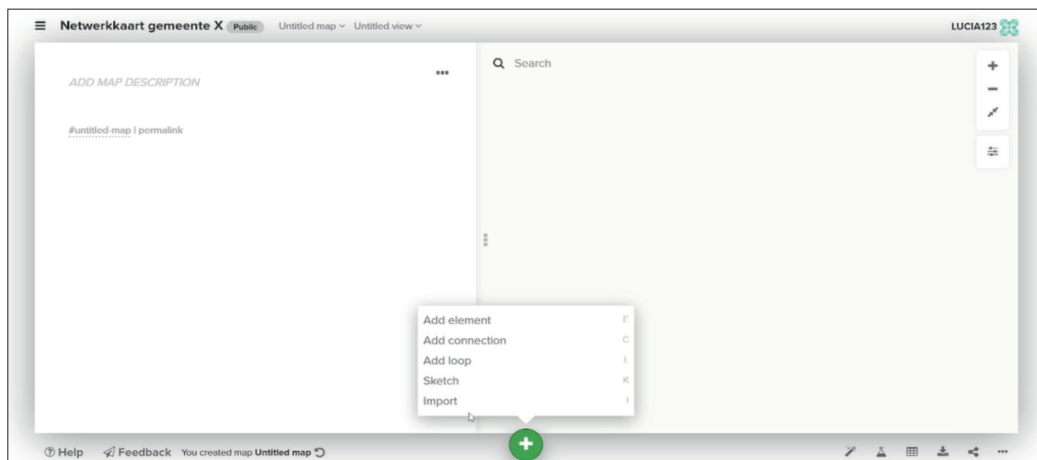 Netwerkkaart gemeente X Public Untitled map Untitled view LUCIA123
ADD MAP DESCRIPTION
#untitled-map | permalink
Search
Add element E
Add connection C
Add loop L
Sketch K
Import I
Help Feedback You created map Untitled map